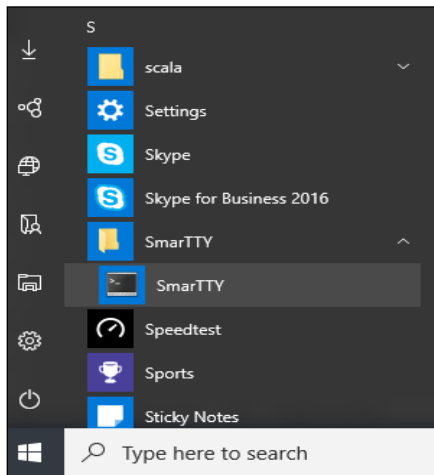 S
scala
Settings
Skype
Skype for Business 2016
SmarTTY
SmarTTY
Speedtest
Sports
Sticky Notes
Type here to search